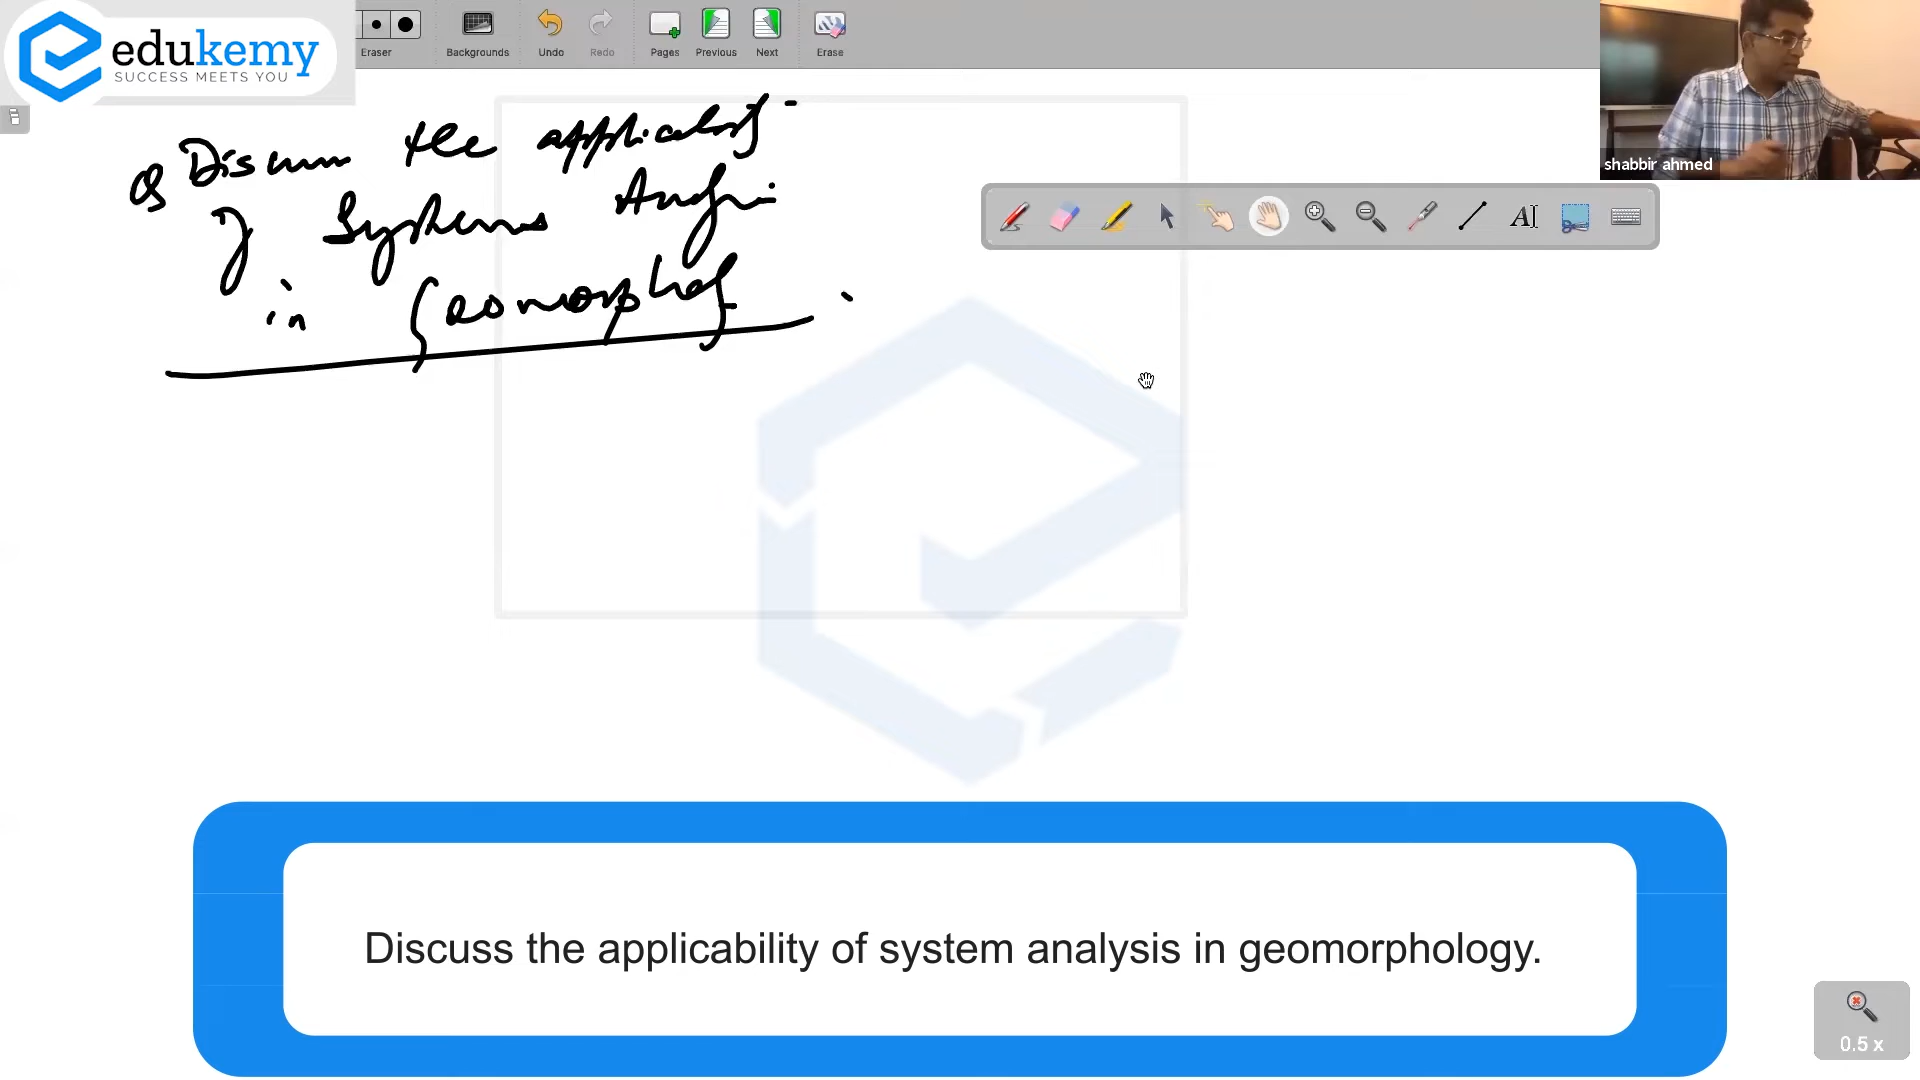 edukemy
SUCCESS MEETS YOU
Eraser
Backgrounds
Undo
Redo
Pages
Previous
Next
Erase
shabbir ahmed
Q Discuss the applicability
of Systems Analysis
in Geomorphology.
AI
Discuss the applicability of system analysis in geomorphology.
0.5 x